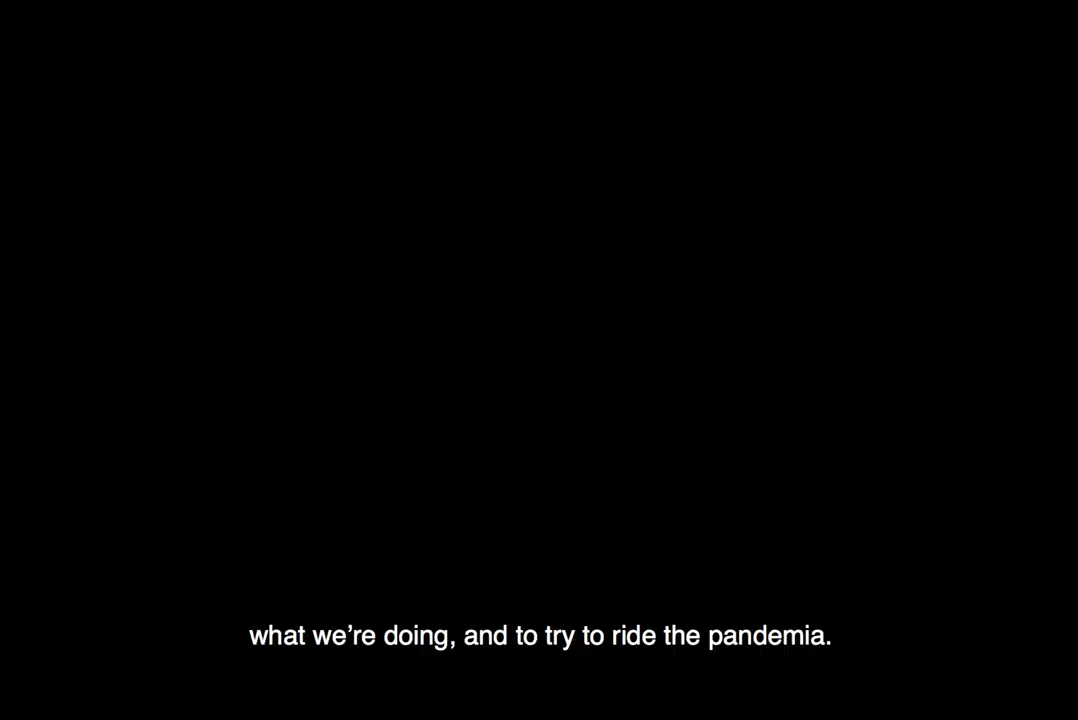 what we’re doing, and to try to ride the pandemia.